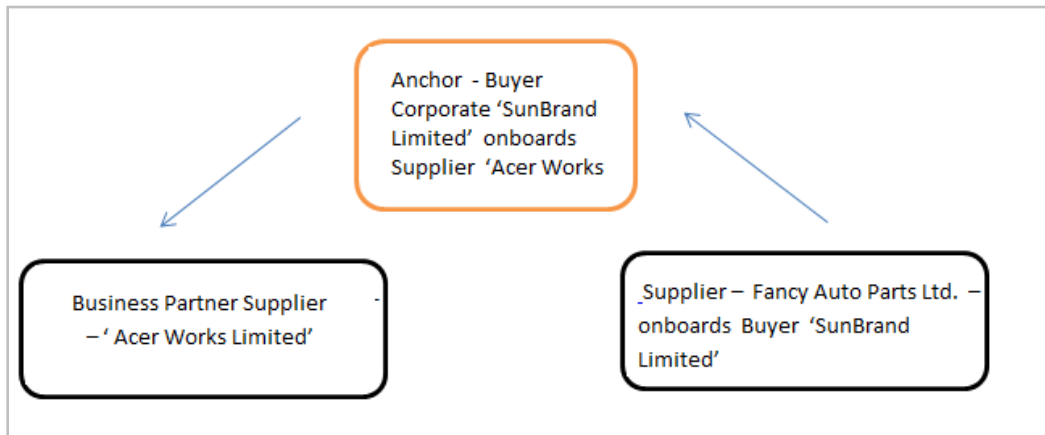 Anchor - Buyer
Corporate ‘SunBrand
Limited’ onboards
Supplier ‘Acer Works
Business Partner Supplier -
– ‘ Acer Works Limited’
Supplier – Fancy Auto Parts Ltd. –
onboards Buyer ‘SunBrand
Limited’